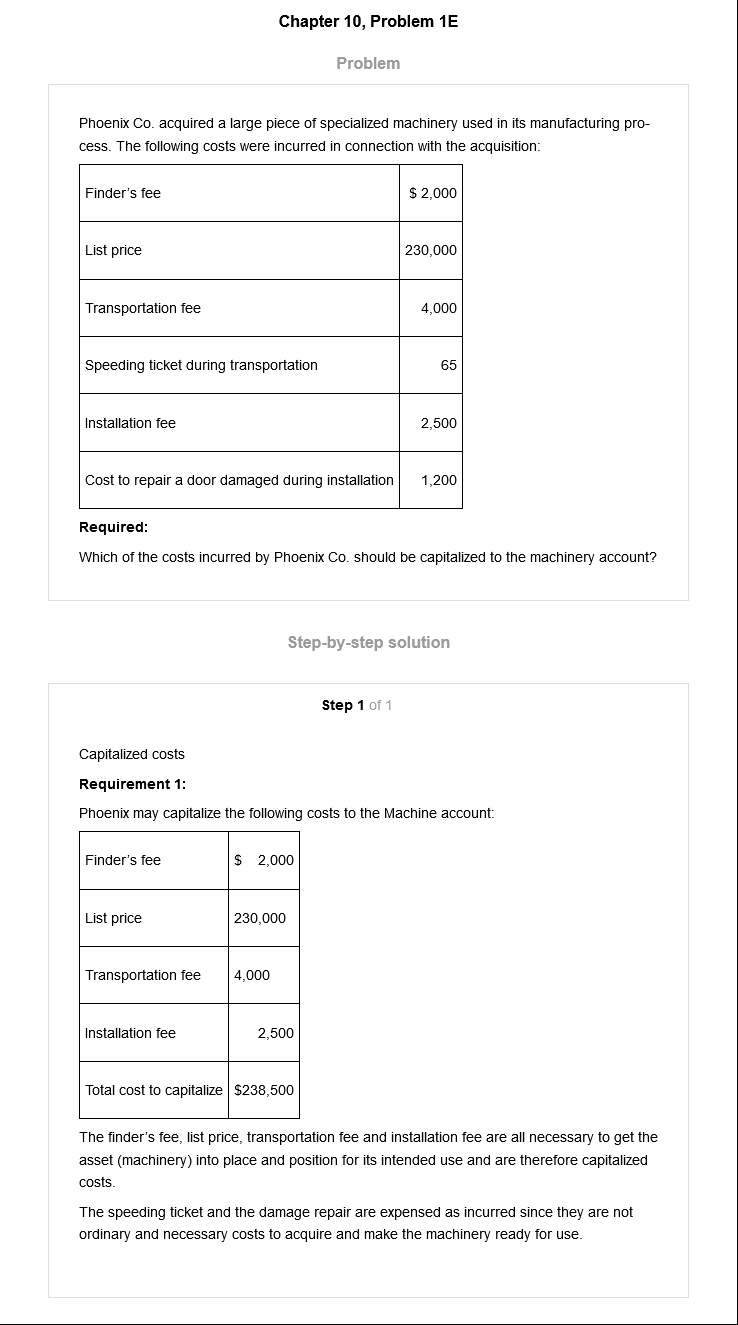 Chapter 10, Problem 1E
Problem
Phoenix Co. acquired a large piece of specialized machinery used in its manufacturing pro-
cess. The following costs were incurred in connection with the acquisition:
Finder’s fee $ 2,000
List price 230,000
Transportation fee 4,000
Speeding ticket during transportation 65
Installation fee 2,500
Cost to repair a door damaged during installation 1,200
Required:
Which of the costs incurred by Phoenix Co. should be capitalized to the machinery account?
Step-by-step solution
Step 1 of 1
Capitalized costs
Requirement 1:
Phoenix may capitalize the following costs to the Machine account:
Finder’s fee $ 2,000
List price 230,000
Transportation fee 4,000
Installation fee 2,500
Total cost to capitalize $238,500
The finder’s fee, list price, transportation fee and installation fee are all necessary to get the
asset (machinery) into place and position for its intended use and are therefore capitalized
costs.
The speeding ticket and the damage repair are expensed as incurred since they are not
ordinary and necessary costs to acquire and make the machinery ready for use.